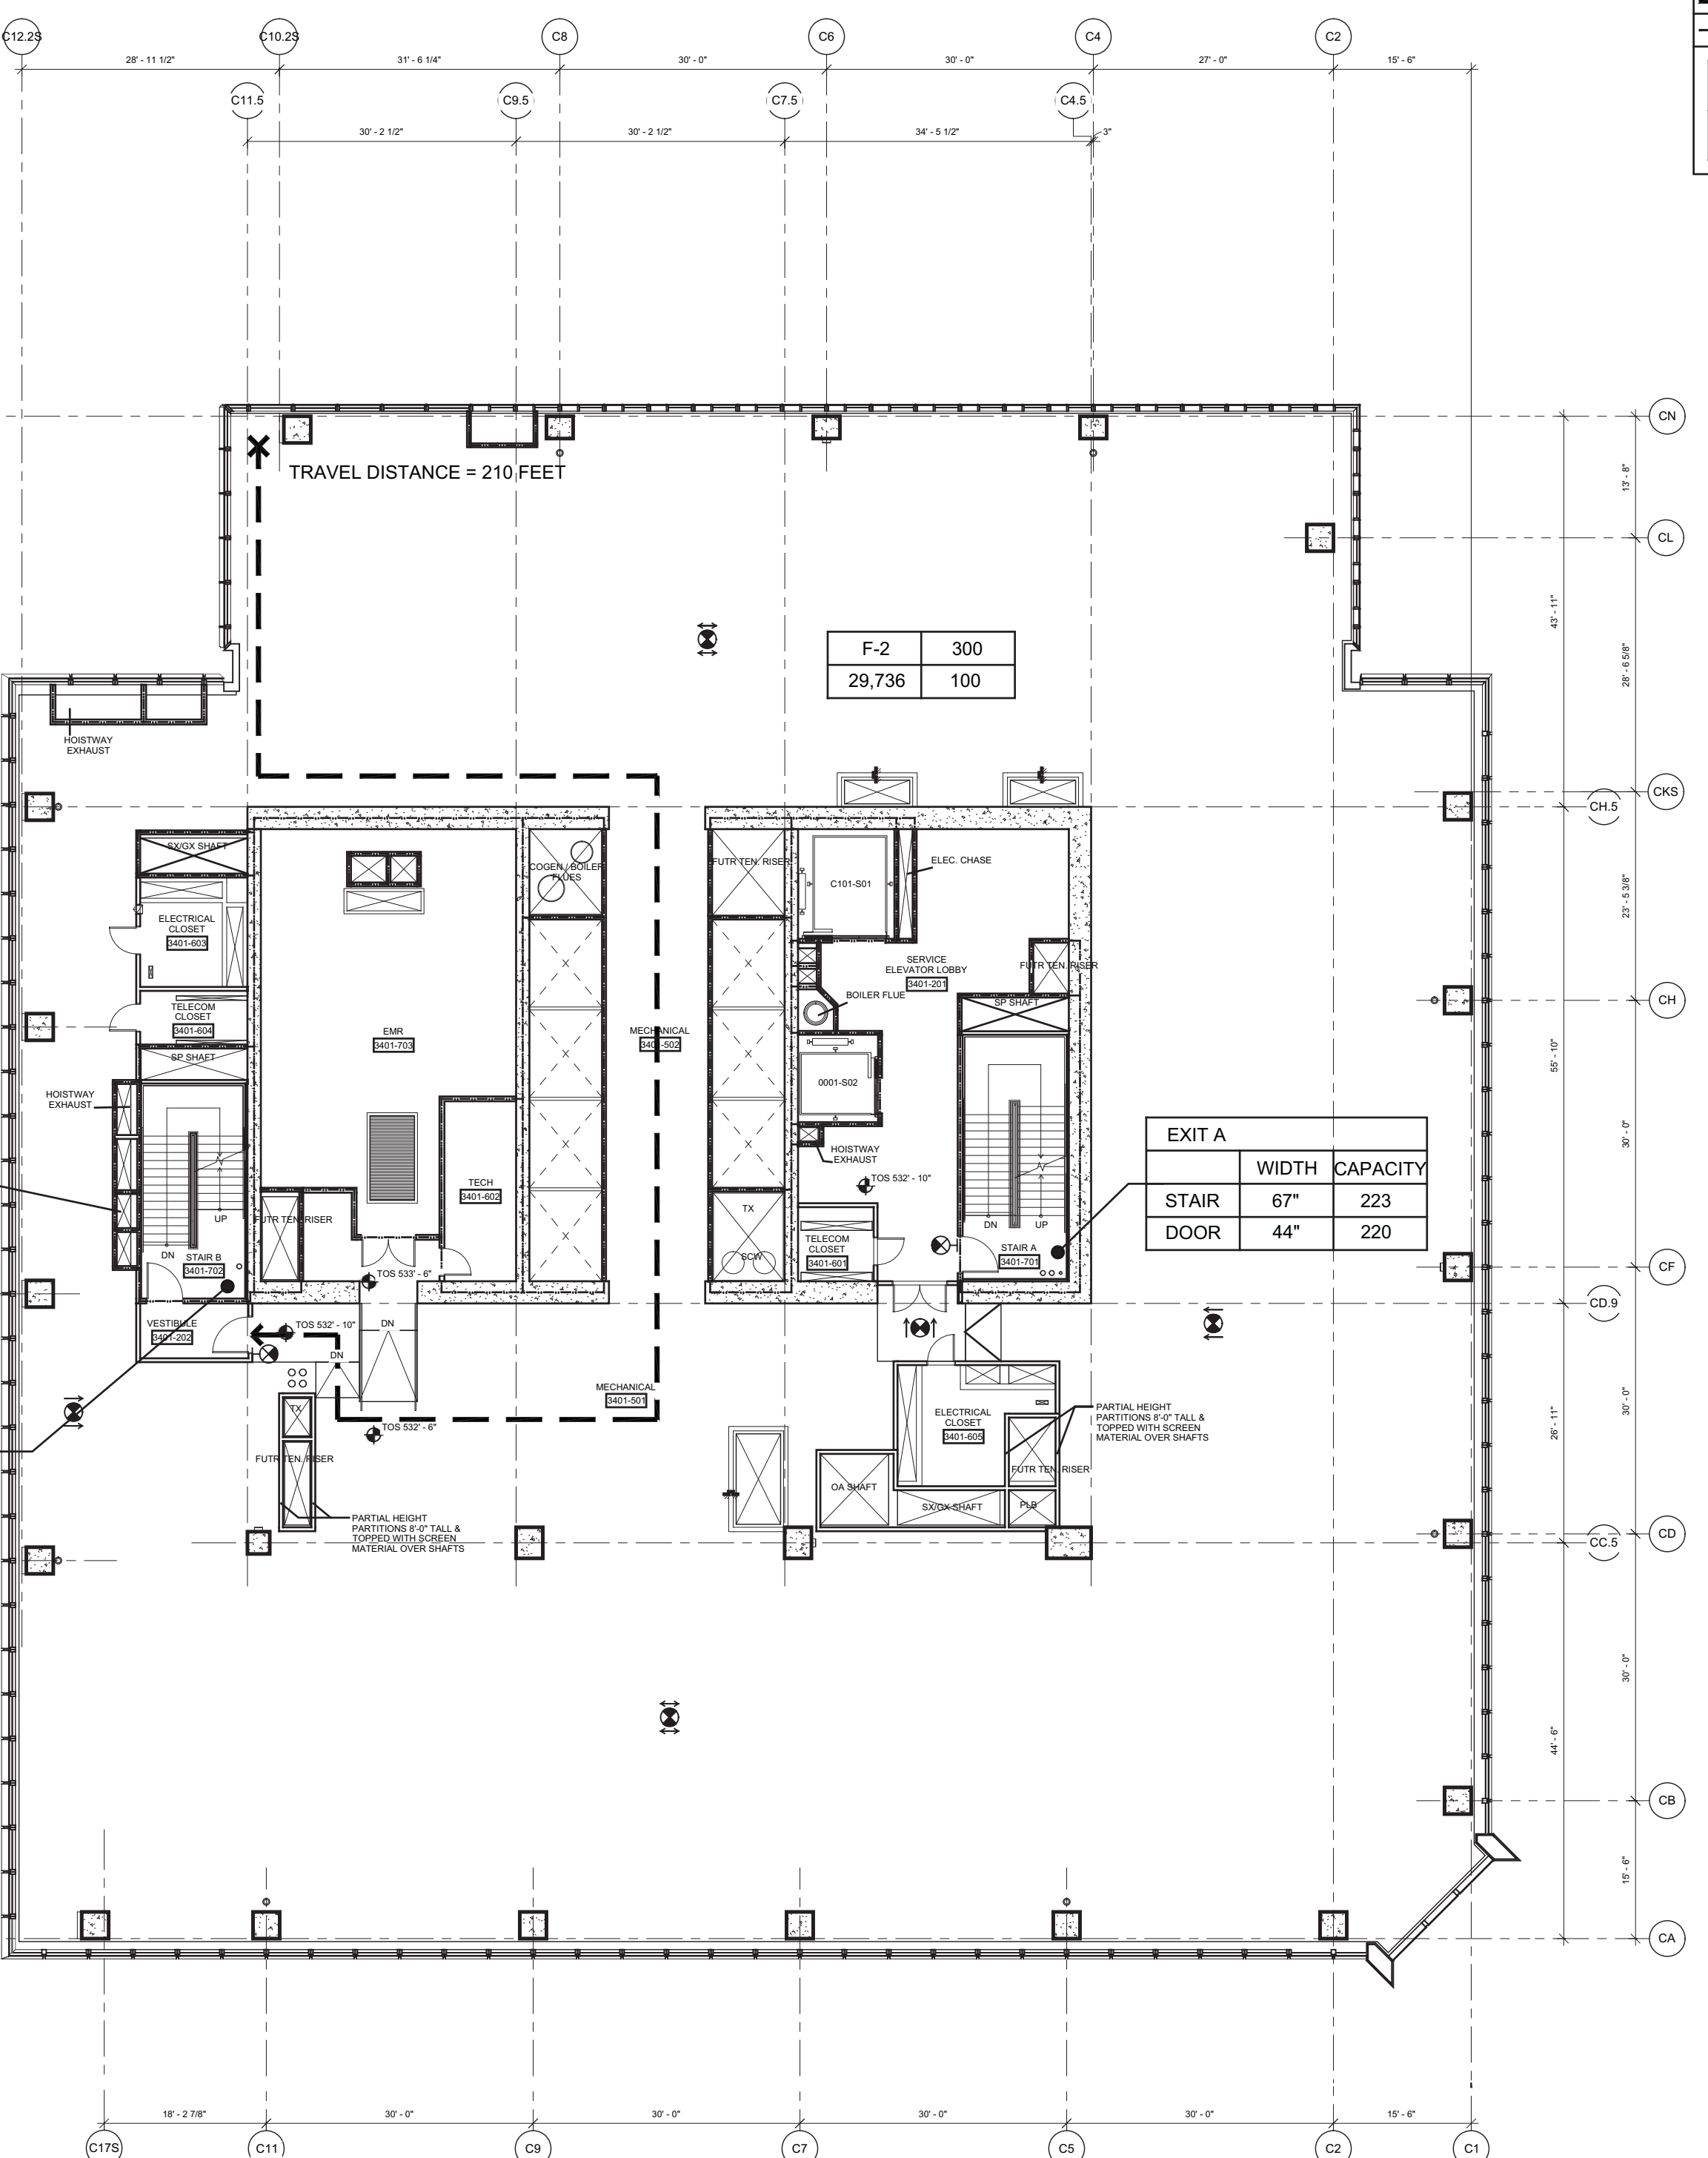 C12.2S
C10.2S
C8
C6
C4
C2
28' - 11 1/2"
31' - 6 1/4"
30' - 0"
30' - 0"
27' - 0"
15' - 6"
C11.5
C9.5
C7.5
C4.5
30' - 2 1/2"
30' - 2 1/2"
34' - 5 1/2"
3"
CN
TRAVEL DISTANCE = 210 FEET
13' - 8"
CL
43' - 11"
F-2
300
29,736
100
28' - 6 5/8"
HOISTWAY
EXHAUST
CKS
CH.5
SX/GX SHAFT
COGEN / BOILER
FLUES
FUTR TEN. RISER
C101-S01
ELEC. CHASE
ELECTRICAL
CLOSET
3401-603
23' - 5 3/8"
SERVICE
ELEVATOR LOBBY
3401-201
FUTR TEN. RISER
X
X
BOILER FLUE
SP SHAFT
CH
TELECOM
CLOSET
3401-604
EMR
3401-703
MECHANICAL
3401-502
SP SHAFT
X
X
0001-S02
55' - 10"
HOISTWAY
EXHAUST
X
X
HOISTWAY
EXHAUST
30' - 0"
EXIT A
WIDTH
CAPACITY
STAIR
67"
223
DOOR
44"
220
TECH
3401-602
TOS 532' - 10"
UP
FUTR TEN. RISER
X
TX
SCW
DN
UP
DN
STAIR B
3401-702
TELECOM
CLOSET
3401-601
STAIR A
3401-701
TOS 533' - 6"
CF
CD.9
VESTIBULE
3401-202
TOS 532' - 10"
DN
DN
MECHANICAL
3401-501
TX
TOS 532' - 6"
ELECTRICAL
CLOSET
3401-605
PARTIAL HEIGHT
PARTITIONS 8'-0" TALL &
TOPPED WITH SCREEN
MATERIAL OVER SHAFTS
30' - 0"
26' - 11"
FUTR TEN. RISER
FUTR TEN. RISER
OA SHAFT
SX/GX SHAFT
PLB
PARTIAL HEIGHT
PARTITIONS 8'-0" TALL &
TOPPED WITH SCREEN
MATERIAL OVER SHAFTS
CD
CC.5
30' - 0"
44' - 6"
CB
15' - 6"
CA
18' - 2 7/8"
30' - 0"
30' - 0"
30' - 0"
30' - 0"
15' - 6"
C17S
C11
C9
C7
C5
C2
C1